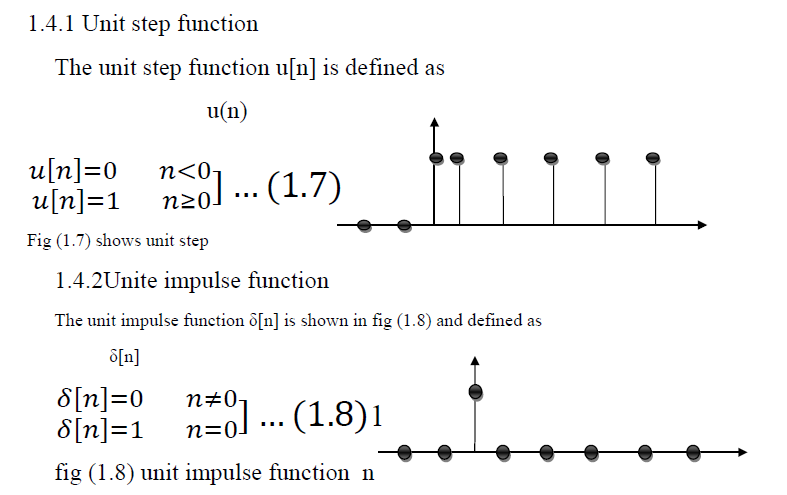 1.4.1 Unit step function
The unit step function u[n] is defined as
u(n)
u[n]=0 n<0
u[n]=1 n≥0] ... (1.7)
Fig (1.7) shows unit step
1.4.2Unite impulse function
The unit impulse function δ[n] is shown in fig (1.8) and defined as
δ[n]
δ[n]=0 n≠0
δ[n]=1 n=0] ... (1.8)1
fig (1.8) unit impulse function n